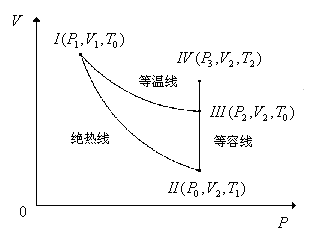 V
I(P₁,V₁,T₀)
IV(P₃,V₂,T₂)
等温线
III(P₂,V₂,T₀)
绝热线
等容线
II(P₀,V₂,T₁)
0
P